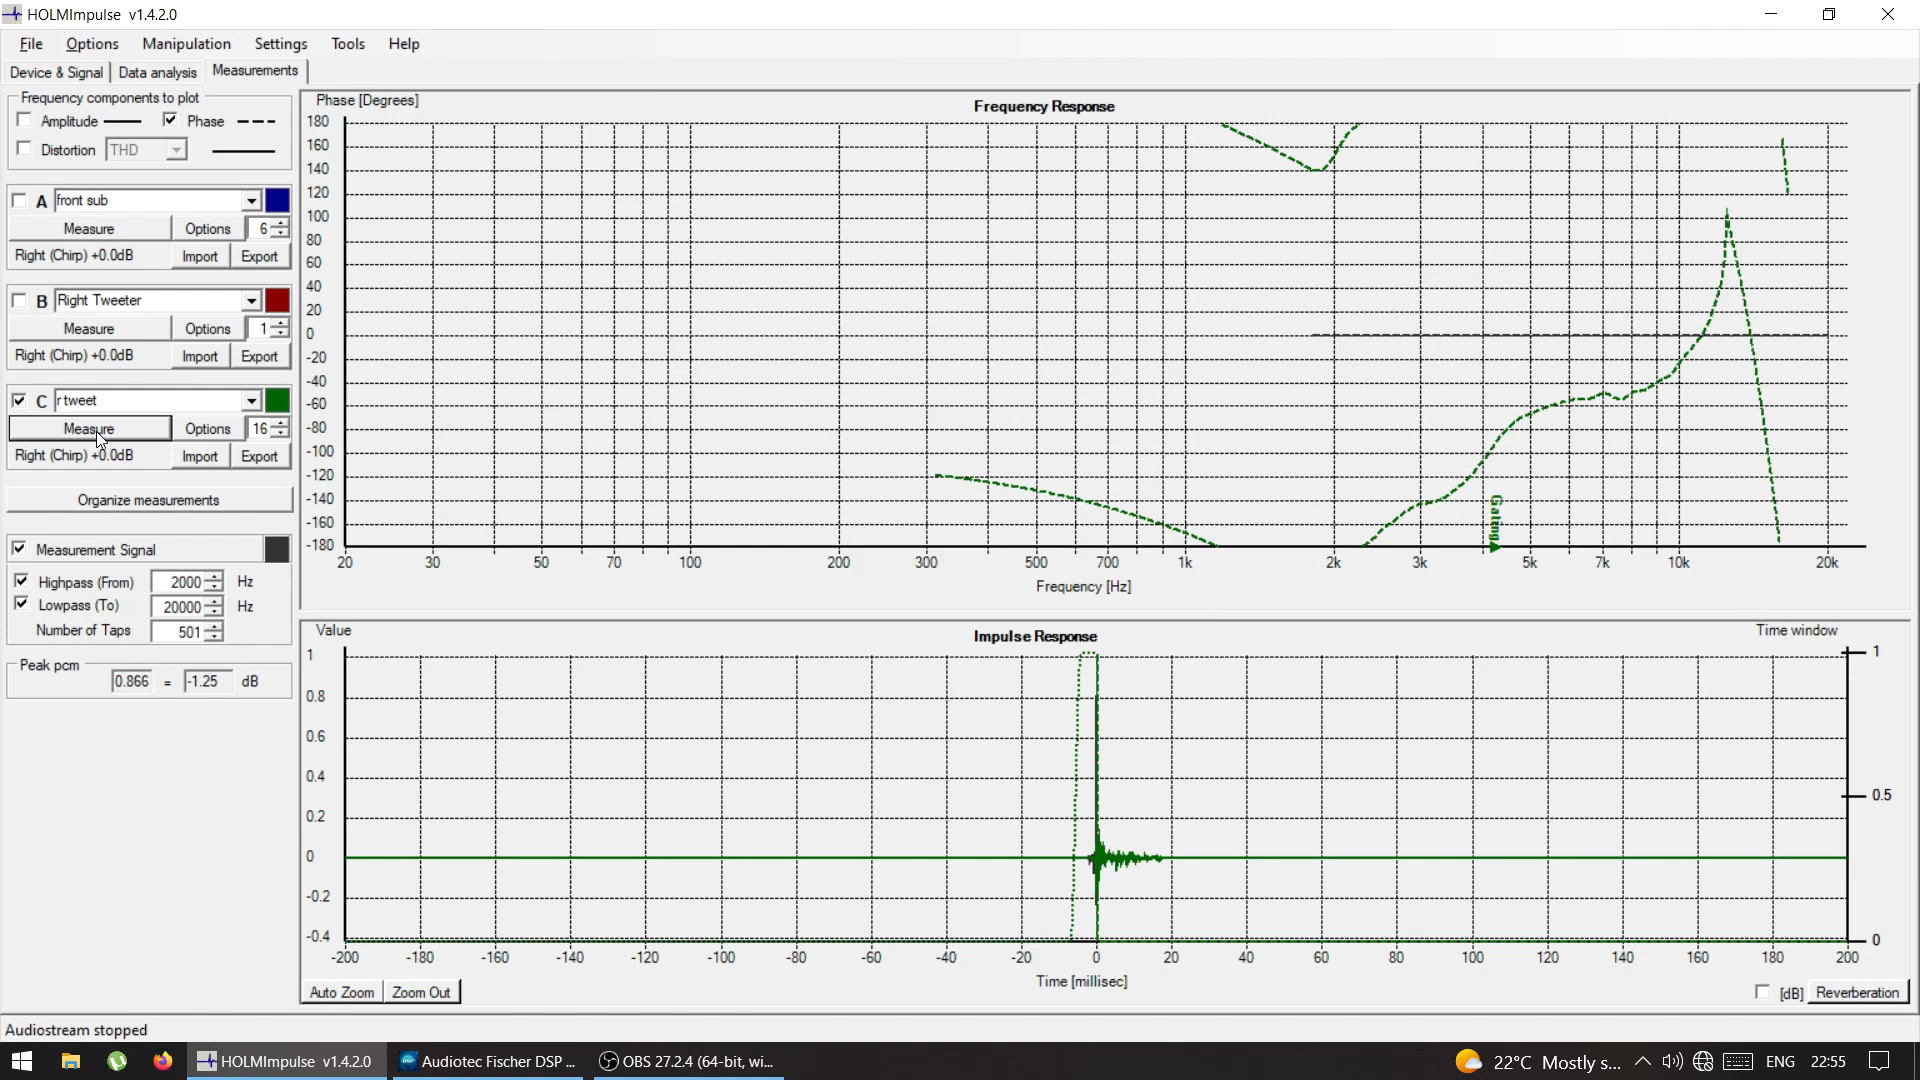 HOLMImpulse v1.4.2.0
File Options Manipulation Settings Tools Help
Device & Signal Data analysis Measurements
Frequency components to plot
Amplitude Phase
Distortion THD
A front sub
Measure Options 6
Right (Chirp) +0.0dB Import Export
B Right Tweeter
Measure Options 1
Right (Chirp) +0.0dB Import Export
C r tweet
Measure Options 16
Right (Chirp) +0.0dB Import Export
Organize measurements
Measurement Signal
Highpass (From) 2000 Hz
Lowpass (To) 20000 Hz
Number of Taps 501
Peak pcm
0.866 = -1.25 dB
Phase [Degrees]
Frequency Response
180
160
140
120
100
80
60
40
20
0
-20
-40
-60
-80
-100
-120
-140
-160
-180
Gating
20 30 50 70 100 200 300 500 700 1k 2k 3k 5k 7k 10k 20k
Frequency [Hz]
Value
Impulse Response
Time window
1
0.8
0.6
0.4
0.2
0
-0.2
-0.4
1
0.5
0
-200 -180 -160 -140 -120 -100 -80 -60 -40 -20 0 20 40 60 80 100 120 140 160 180 200
Time [millisec]
Auto Zoom Zoom Out
[dB] Reverberation
Audiostream stopped
HOLMImpulse v1.4.2.0 Audiotec Fischer DSP ... OBS 27.2.4 (64-bit, wi... 22°C Mostly s... ENG 22:55